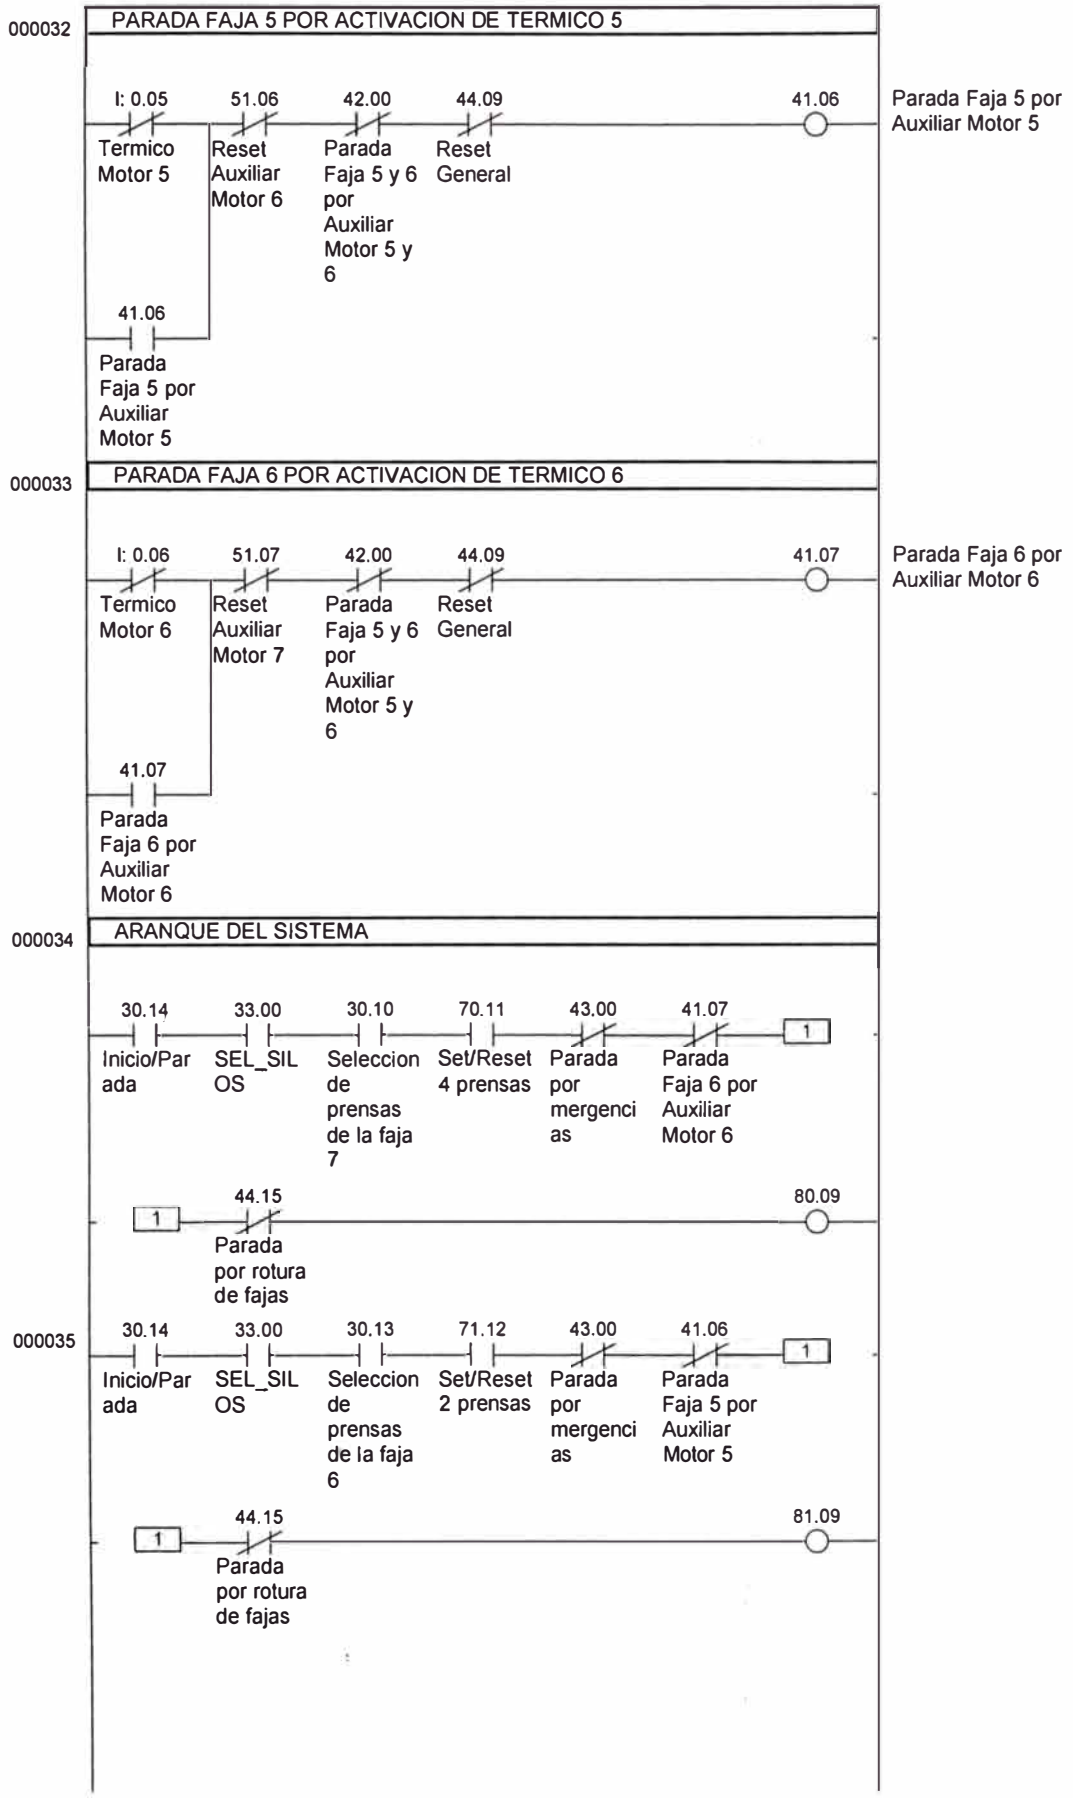 000032
PARADA FAJA 5 POR ACTIVACION DE TERMICO 5
I: 0.05 51.06 42.00 44.09 41.06
Parada Faja 5 por
Auxiliar Motor 5
Termico
Motor 5
Reset
Auxiliar
Motor 6
Parada
Faja 5 y 6
por
Auxiliar
Motor 5 y
6
Reset
General
41.06
Parada
Faja 5 por
Auxiliar
Motor 5
000033
PARADA FAJA 6 POR ACTIVACION DE TERMICO 6
I: 0.06 51.07 42.00 44.09 41.07
Parada Faja 6 por
Auxiliar Motor 6
Termico
Motor 6
Reset
Auxiliar
Motor 7
Parada
Faja 5 y 6
por
Auxiliar
Motor 5 y
6
Reset
General
41.07
Parada
Faja 6 por
Auxiliar
Motor 6
000034
ARANQUE DEL SISTEMA
30.14 33.00 30.10 70.11 43.00 41.07
1
Inicio/Par
ada
SEL_SIL
OS
Seleccion
de
prensas
de la faja
7
Set/Reset
4 prensas
Parada
por
mergenci
as
Parada
Faja 6 por
Auxiliar
Motor 6
1
44.15 80.09
Parada
por rotura
de fajas
000035
30.14 33.00 30.13 71.12 43.00 41.06
1
Inicio/Par
ada
SEL_SIL
OS
Seleccion
de
prensas
de la faja
6
Set/Reset
2 prensas
Parada
por
mergenci
as
Parada
Faja 5 por
Auxiliar
Motor 5
1
44.15 81.09
Parada
por rotura
de fajas